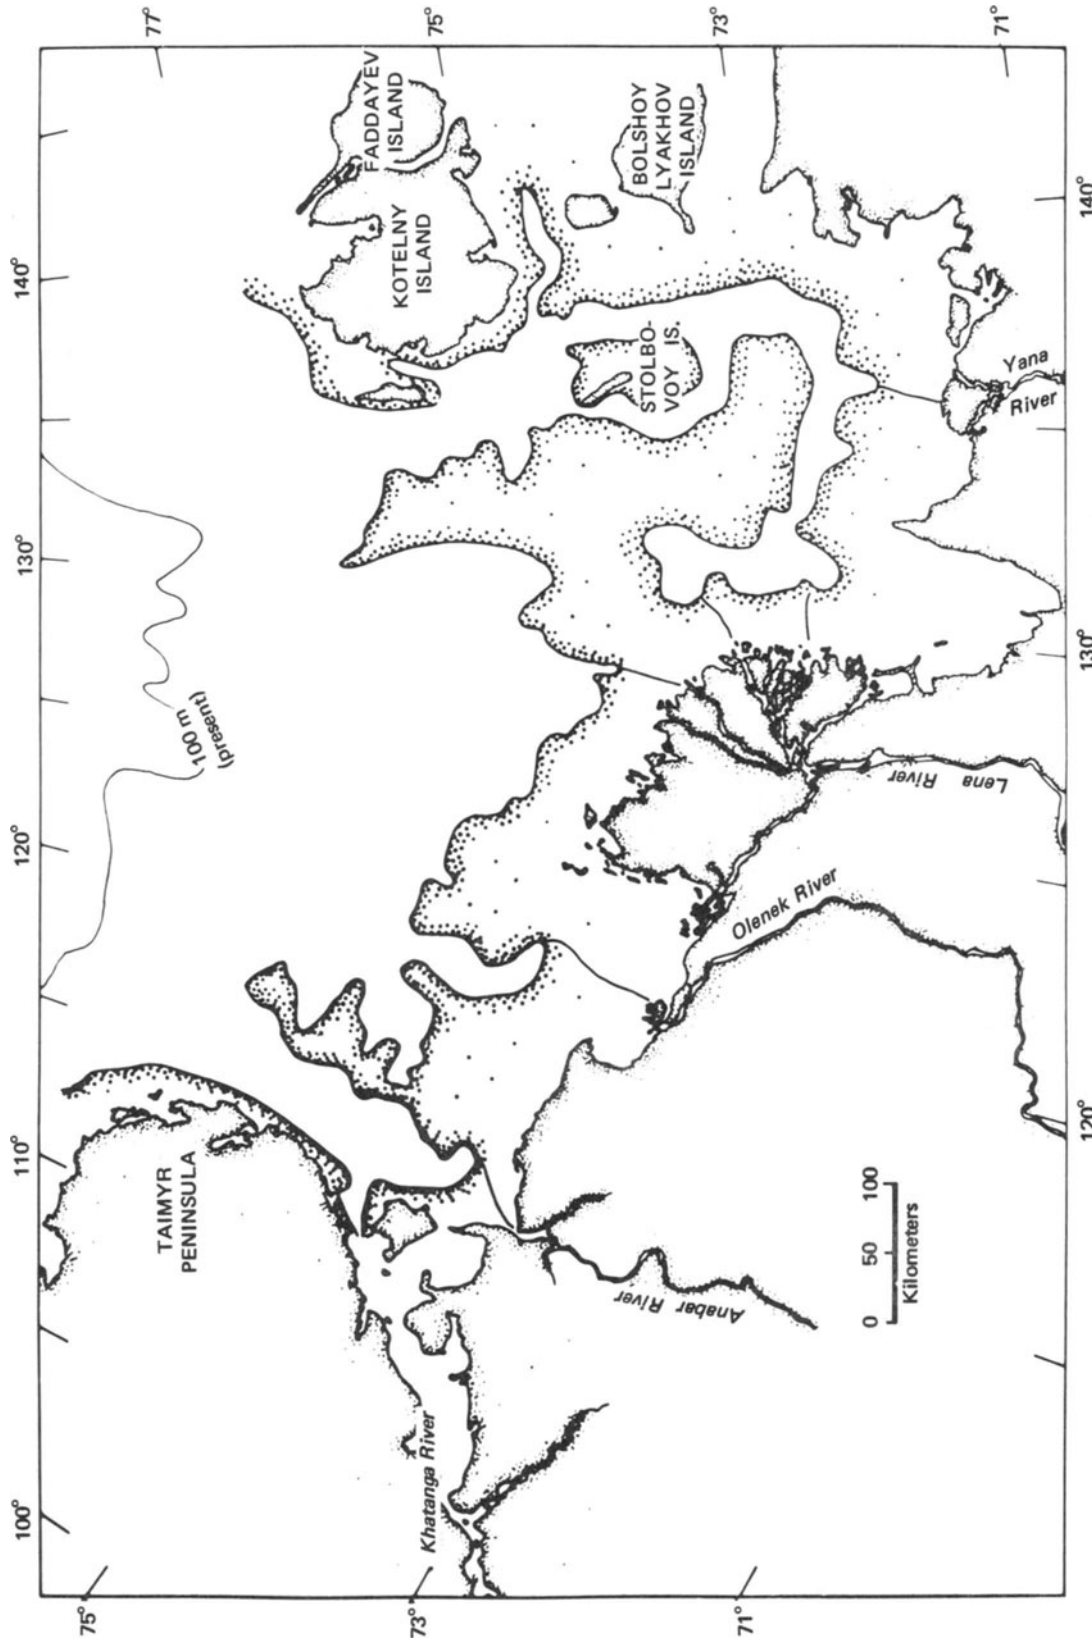 100°
110°
120°
130°
140°
75°
77°
TAIMYR
PENINSULA
100 m
(present)
KOTELNY
ISLAND
FADDAYEV
ISLAND
75°
73°
Khatanga River
STOLBO-
VOY IS.
BOLSHOY
LYAKHOV
ISLAND
73°
Anabar River
Olenek River
Lena River
Yana
River
71°
71°
0 50 100
Kilometers
120°
130°
140°